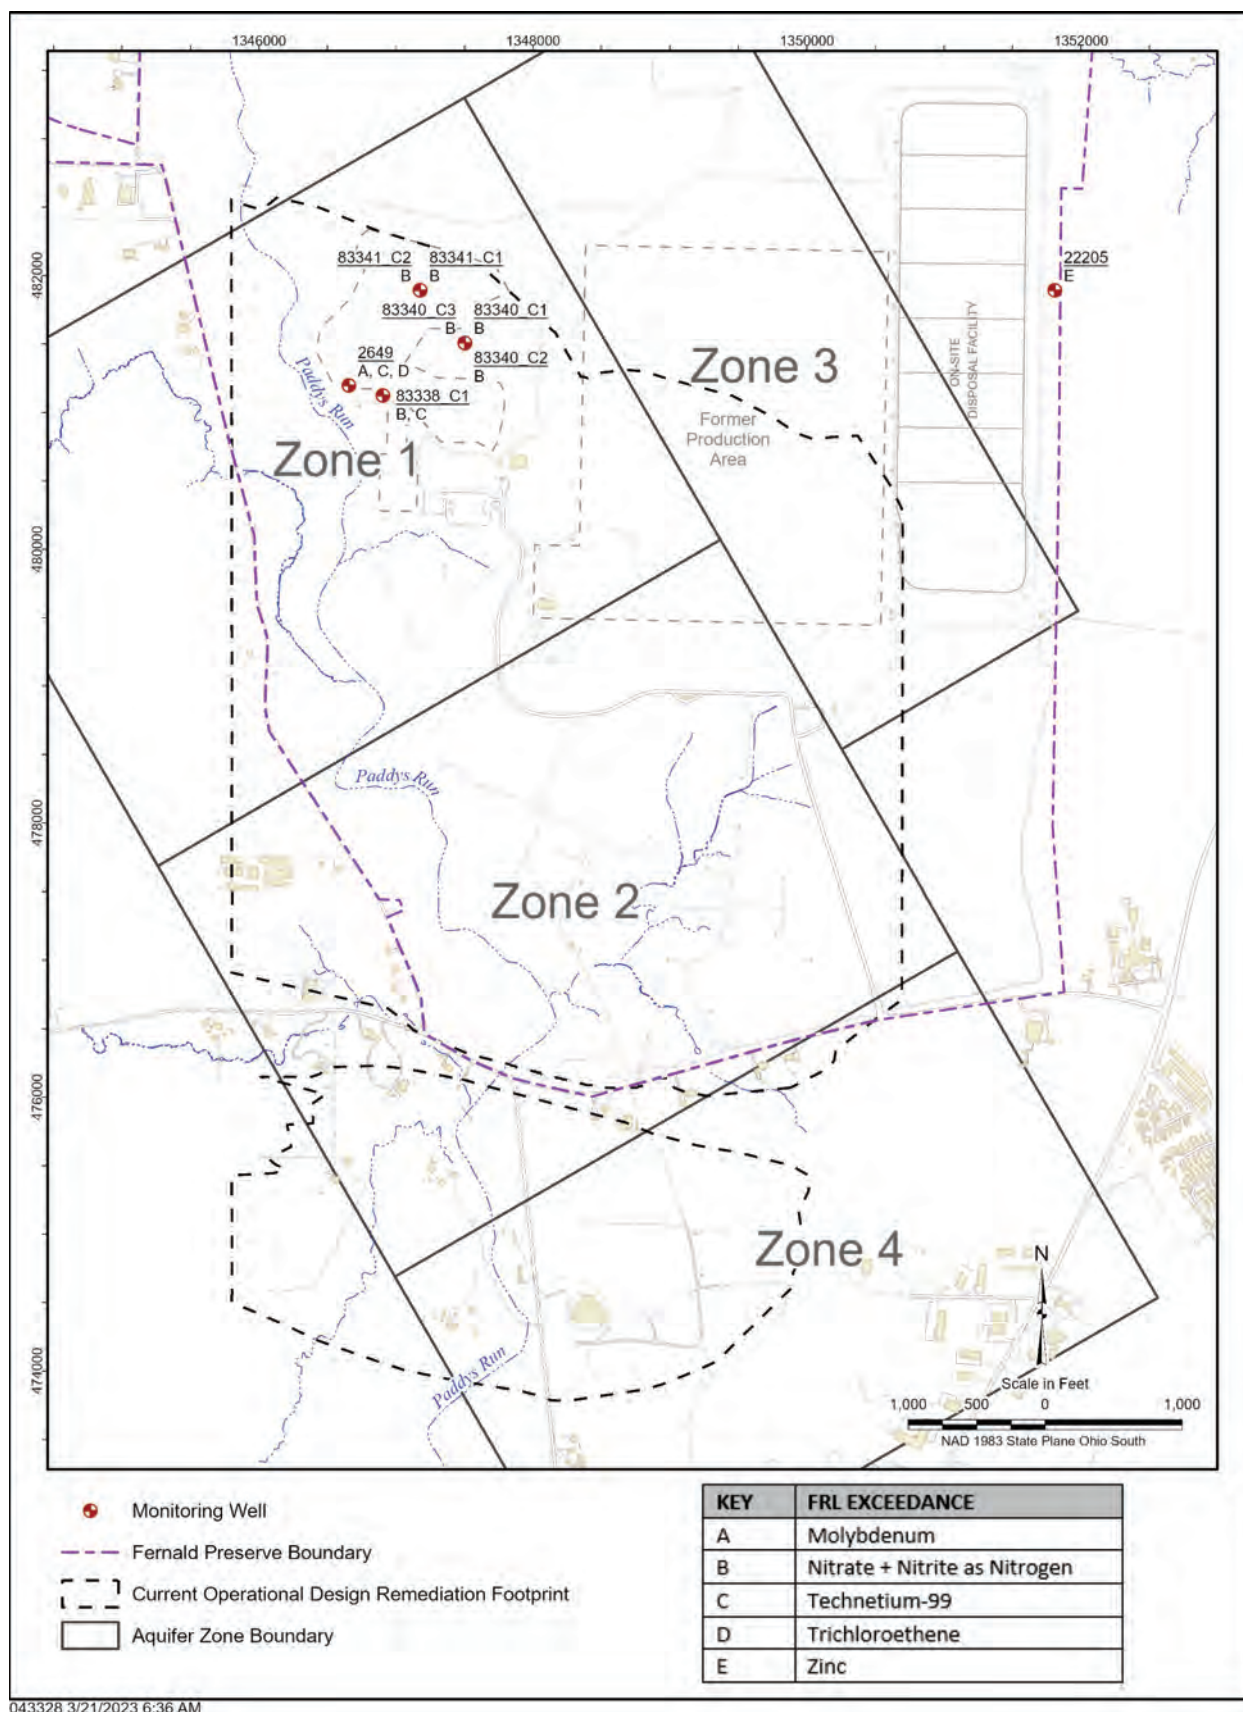 1346000 1348000 1350000 1352000
482000
480000
478000
476000
474000
83341_C2 83341_C1
B B
83340_C3 83340_C1
B B
83340_C2
B
2649
A, C, D
83338_C1
B, C
22205
E
Paddys Run
Zone 1
Zone 3
Former
Production
Area
ON-SITE
DISPOSAL FACILITY
Paddys Run
Zone 2
Zone 4
Paddys Run
N
Scale in Feet
1,000 500 0 1,000
NAD 1983 State Plane Ohio South
Monitoring Well
Fernald Preserve Boundary
Current Operational Design Remediation Footprint
Aquifer Zone Boundary
KEY FRL EXCEEDANCE
A Molybdenum
B Nitrate + Nitrite as Nitrogen
C Technetium-99
D Trichloroethene
E Zinc
043328 3/21/2023 6:36 AM